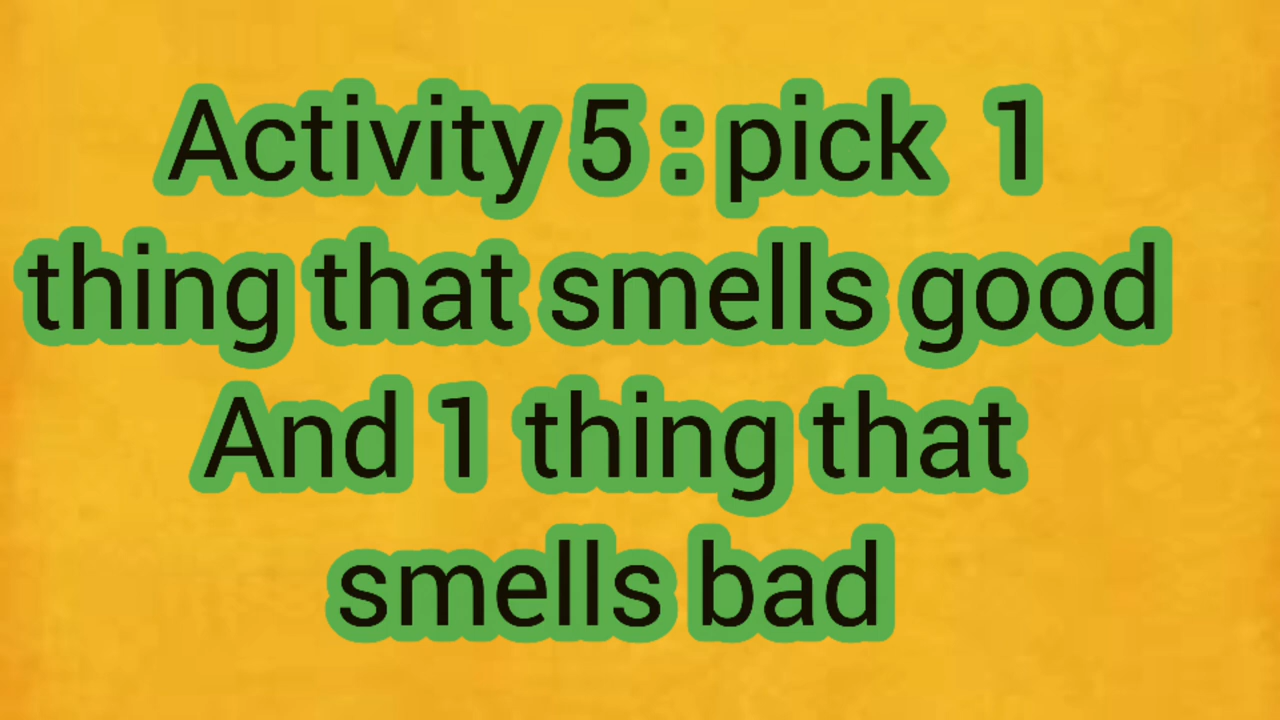 Activity 5 : pick 1
thing that smells good
And 1 thing that
smells bad